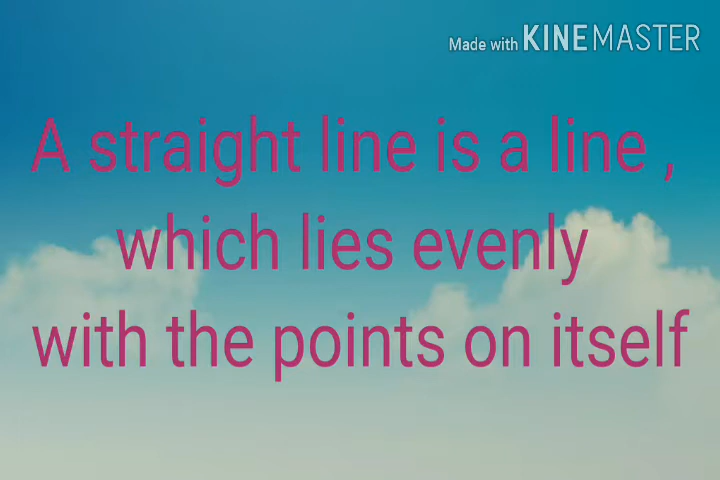 Made with KINEMASTER
A straight line is a line ,
which lies evenly
with the points on itself